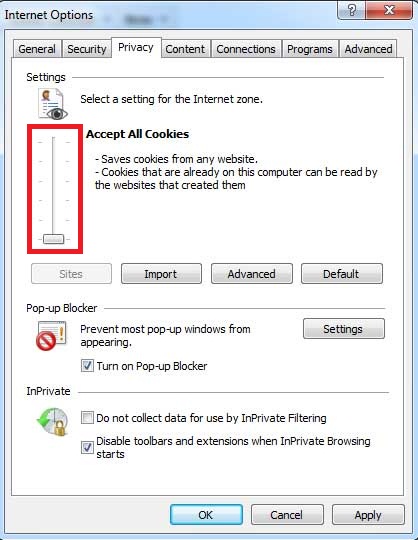 Internet Options
General Security Privacy Content Connections Programs Advanced
Settings
Select a setting for the Internet zone.
Accept All Cookies
- Saves cookies from any website.
- Cookies that are already on this computer can be read by
the websites that created them
Sites Import Advanced Default
Pop-up Blocker
Prevent most pop-up windows from
appearing.
Settings
Turn on Pop-up Blocker
InPrivate
Do not collect data for use by InPrivate Filtering
Disable toolbars and extensions when InPrivate Browsing
starts
OK Cancel Apply